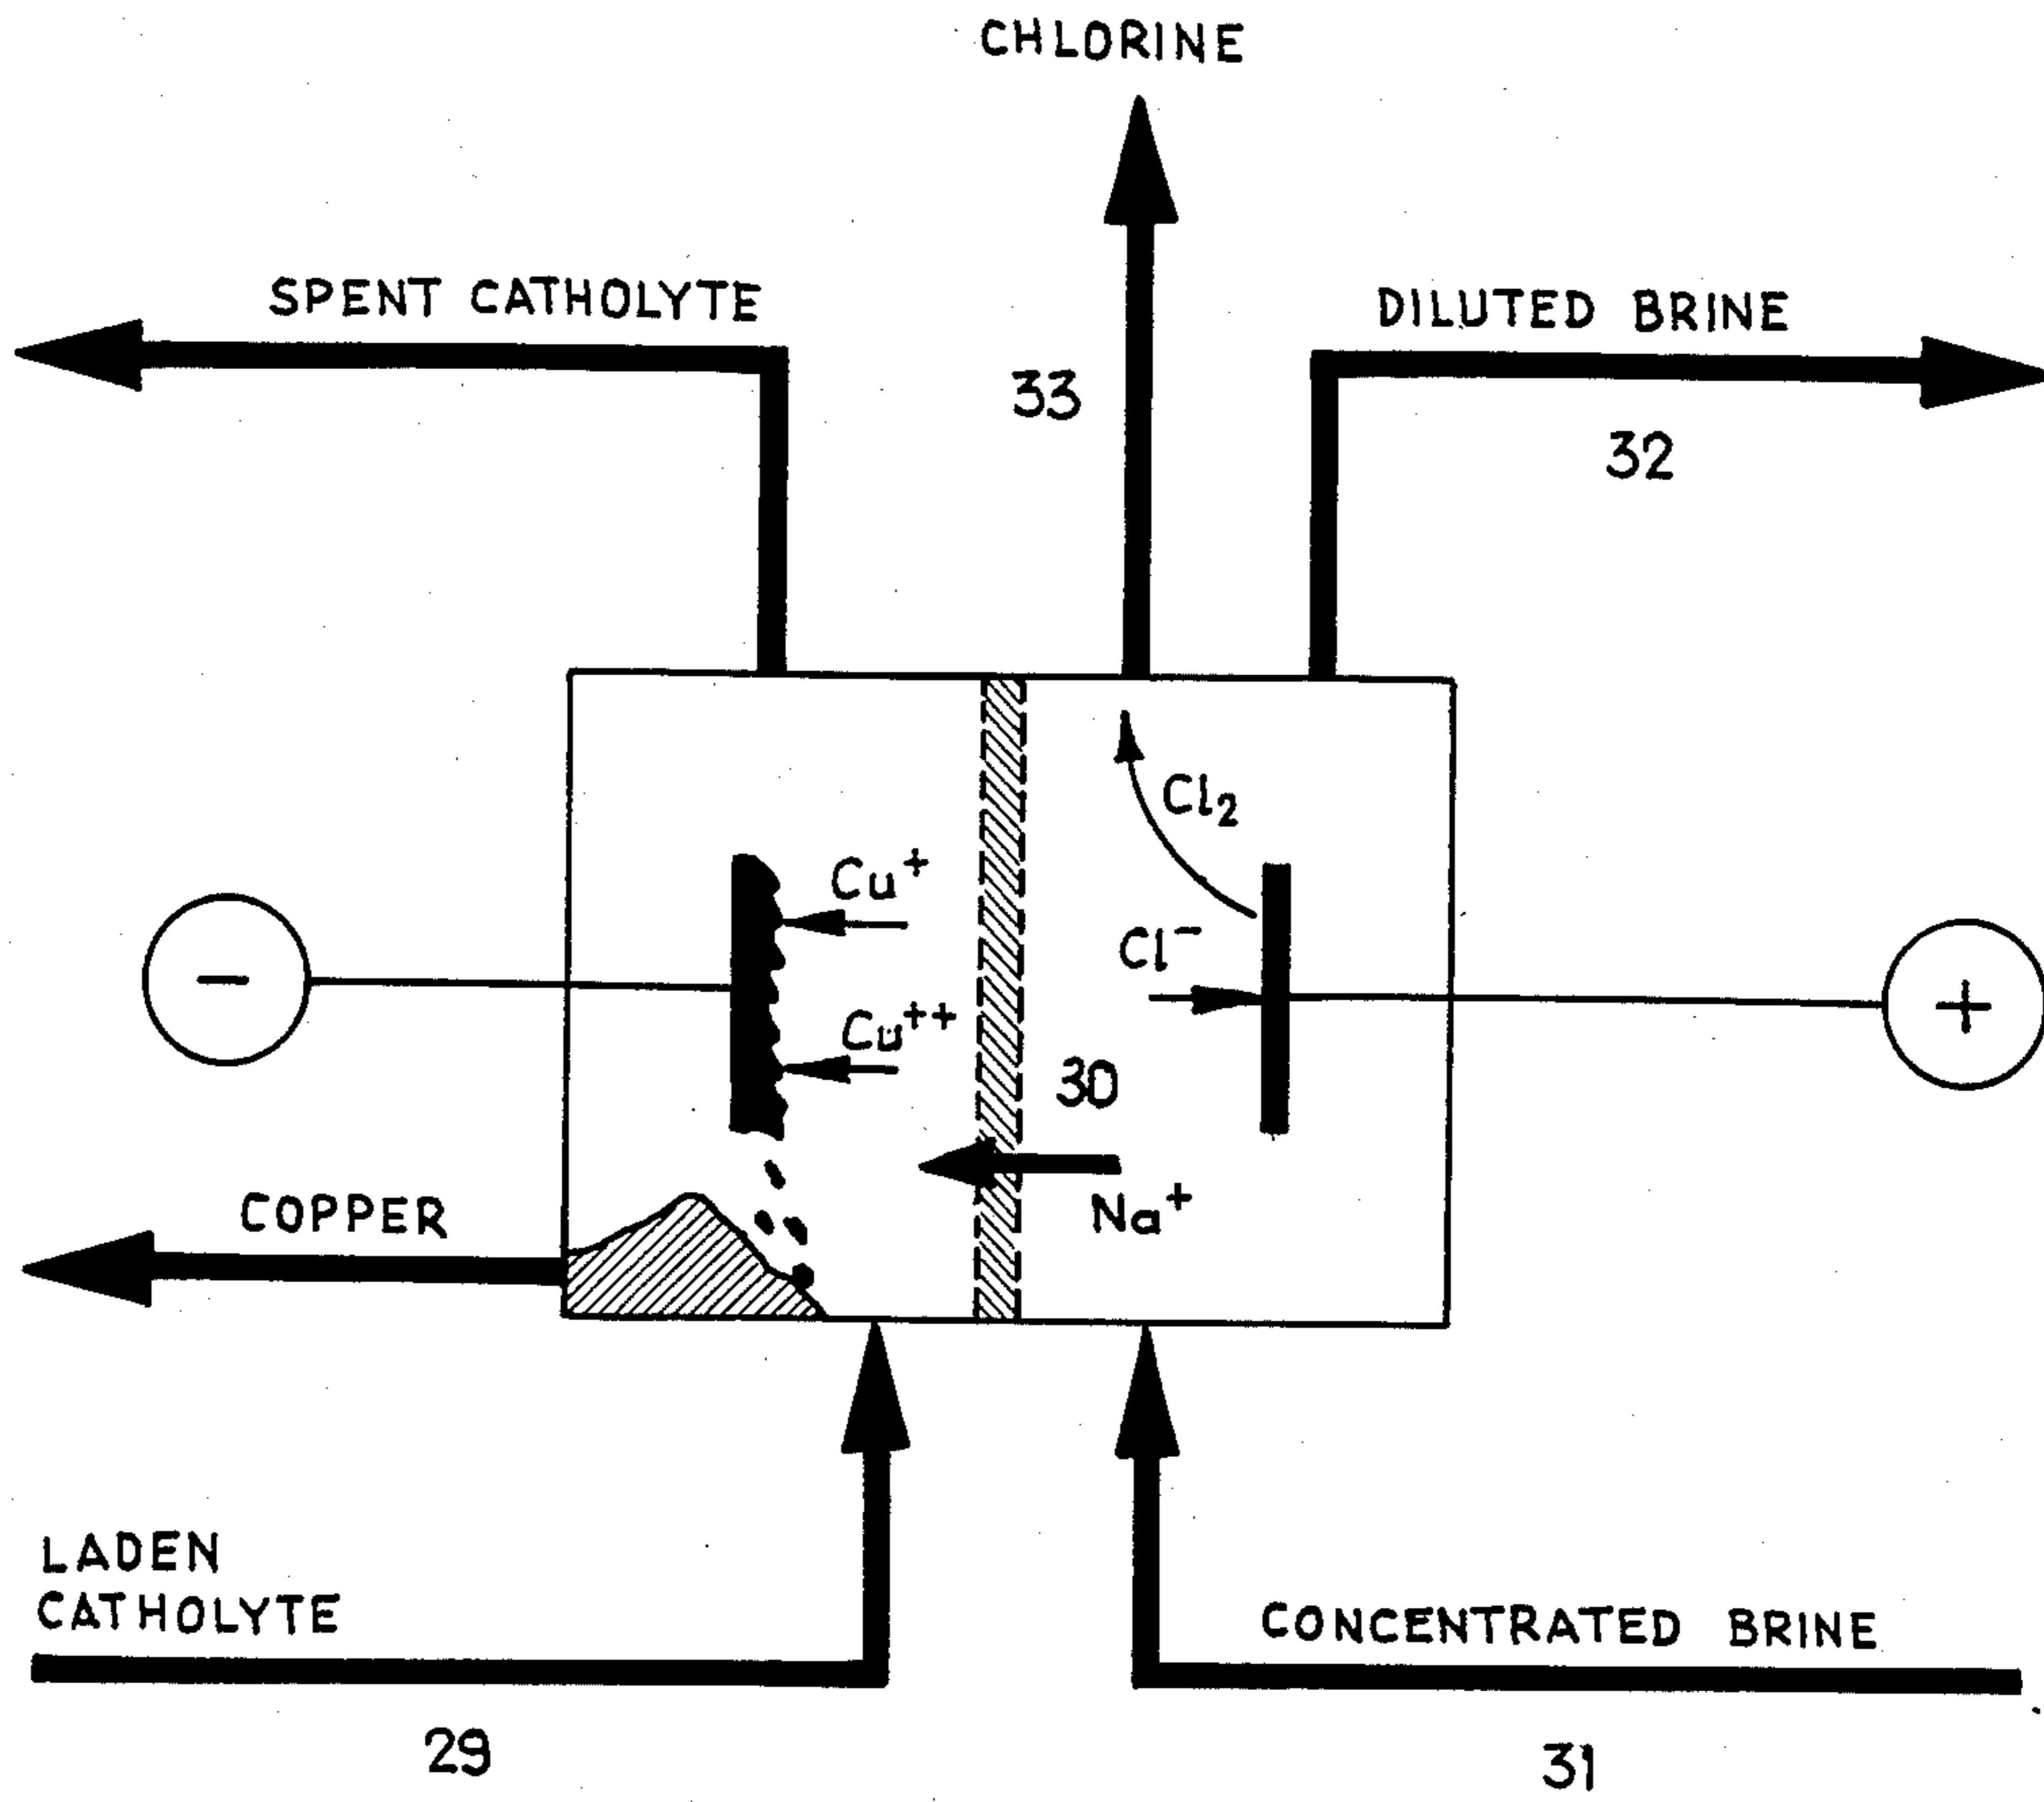 CHLORINE
SPENT CATHOLYTE
DILUTED BRINE
33
32
Cl₂
Cu⁺
Cl⁻
−
Cu⁺⁺
+
30
Na⁺
COPPER
LADEN
CATHOLYTE
CONCENTRATED BRINE
29
31